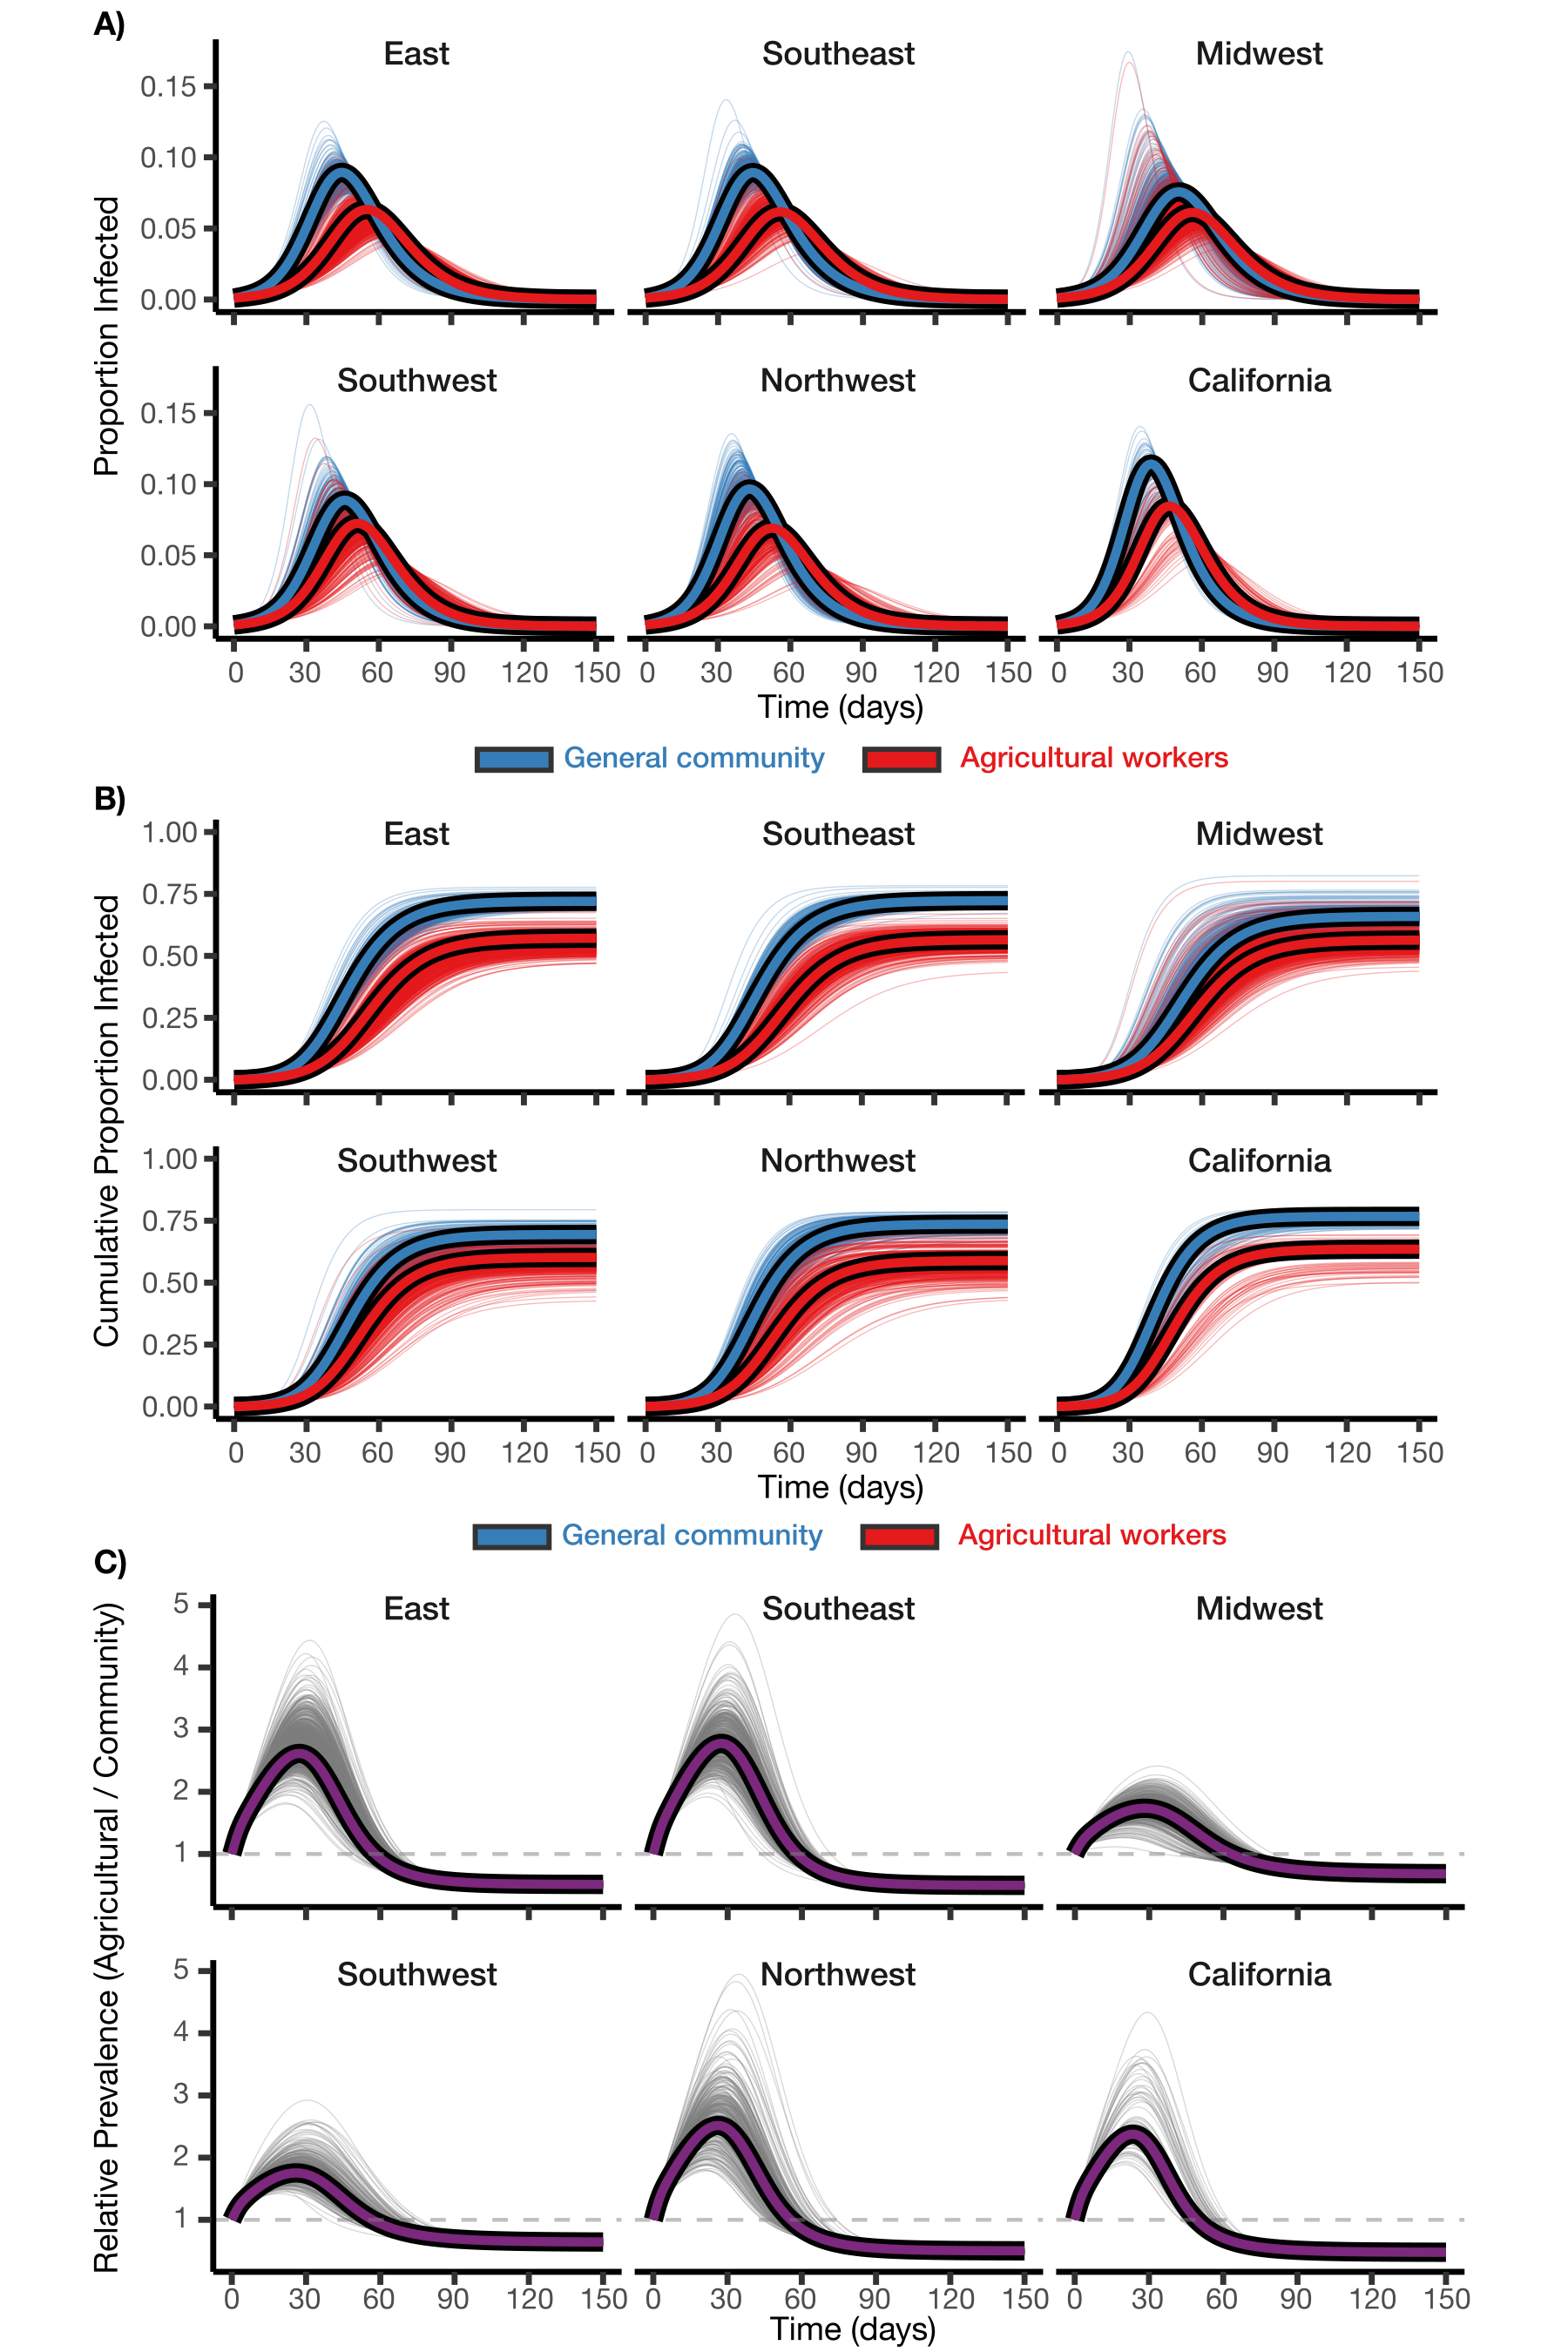 A)
East Southeast Midwest
0.15
0.10
0.05
0.00
Southwest Northwest California
0.15
0.10
0.05
0.00
Proportion Infected
0 30 60 90 120 150 0 30 60 90 120 150 0 30 60 90 120 150
Time (days)
General community Agricultural workers
B)
East Southeast Midwest
1.00
0.75
0.50
0.25
0.00
Southwest Northwest California
1.00
0.75
0.50
0.25
0.00
Cumulative Proportion Infected
0 30 60 90 120 150 0 30 60 90 120 150 0 30 60 90 120 150
Time (days)
General community Agricultural workers
C)
East Southeast Midwest
5
4
3
2
1
Southwest Northwest California
5
4
3
2
1
Relative Prevalence (Agricultural / Community)
0 30 60 90 120 150 0 30 60 90 120 150 0 30 60 90 120 150
Time (days)